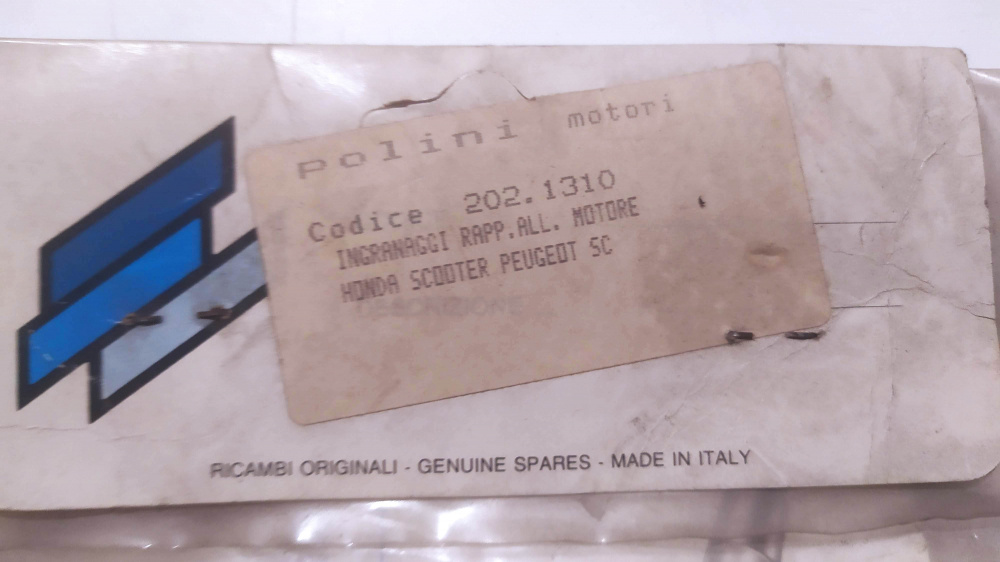 polini motori
Codice 202.1310
INGRANAGGI RAPP.ALL. MOTORE
HONDA SCOOTER PEUGEOT SC
DESCRIZIONE
RICAMBI ORIGINALI - GENUINE SPARES - MADE IN ITALY